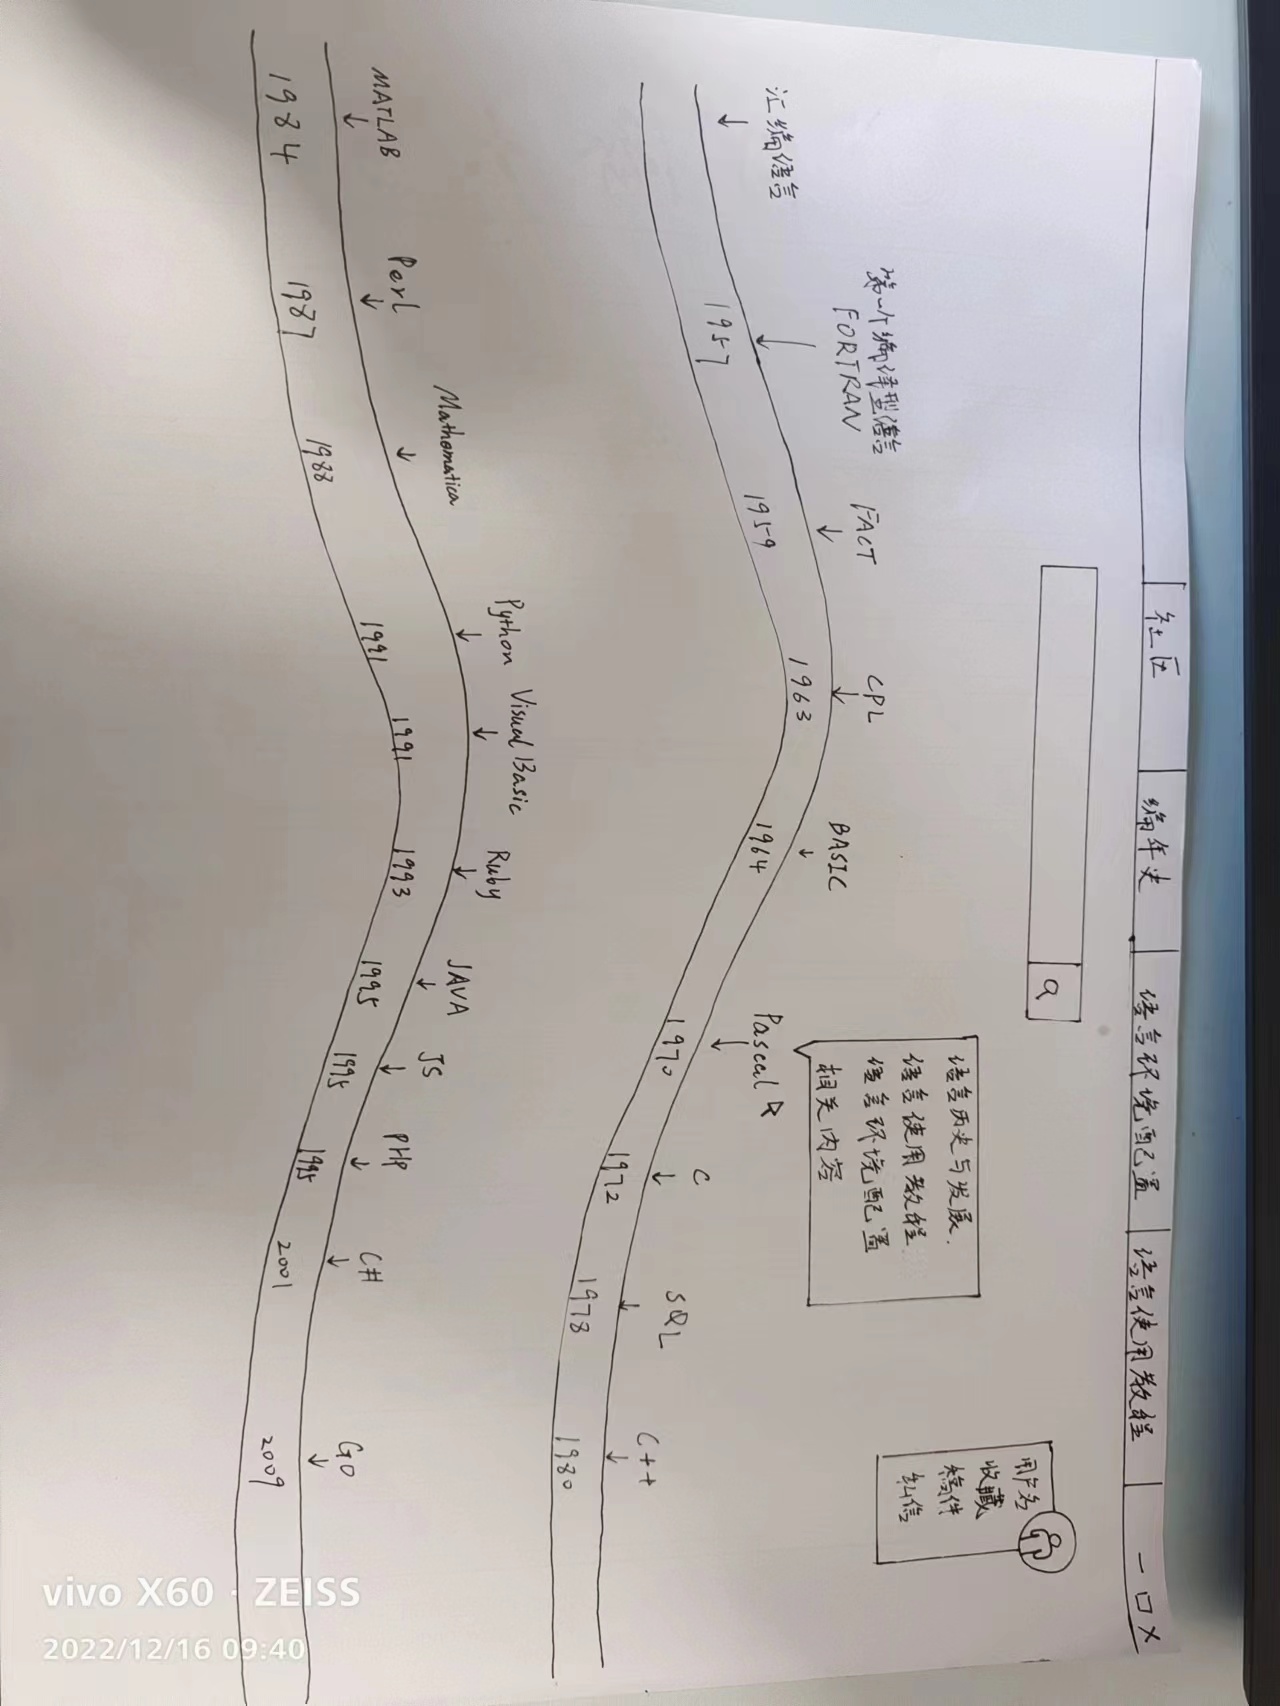 社区 编年史 语言环境配置 语言使用教程 一 口 X
用户名
收藏
稿件
纠信
语言历史与发展.
语言使用教程.
语言环境配置
相关内容
汇编语言
第一个编译型语言
FORTRAN
FACT
CPL
BASIC
Pascal
C
SQL
C++
1957 1959 1963 1964 1970 1972 1978 1980
MATLAB
Perl
Mathomatica
Python
Visual Basic
Ruby
JAVA
JS
PHP
C#
GO
1984 1987 1988 1991 1991 1993 1995 1995 1995 2001 2009
vivo X60 · ZEISS
2022/12/16 09:40